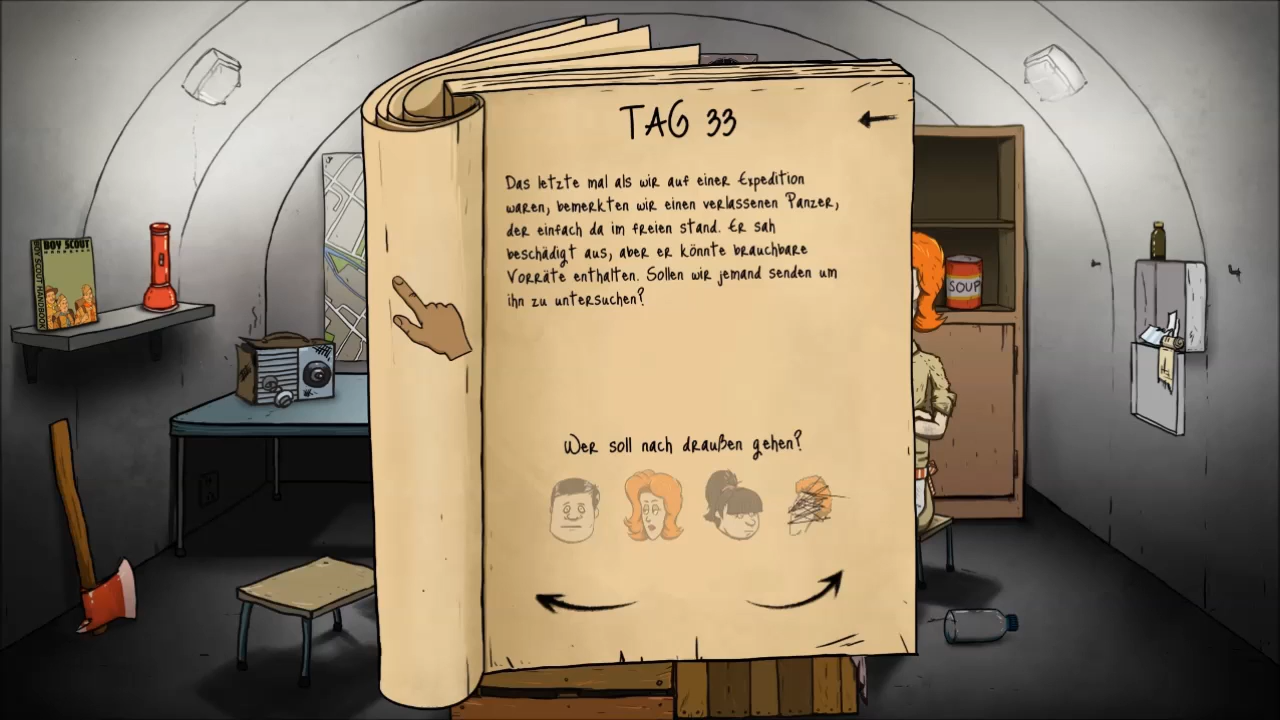 TAG 33
Das letzte mal als wir auf einer Expedition
waren, bemerkten wir einen verlassenen Panzer,
der einfach da im freien stand. Er sah
beschädigt aus, aber er könnte brauchbare
Vorräte enthalten. Sollen wir jemand senden um
ihn zu untersuchen?
Wer soll nach draußen gehen?
BOY SCOUT
BOY SCOUT HANDBOOK
SOUP